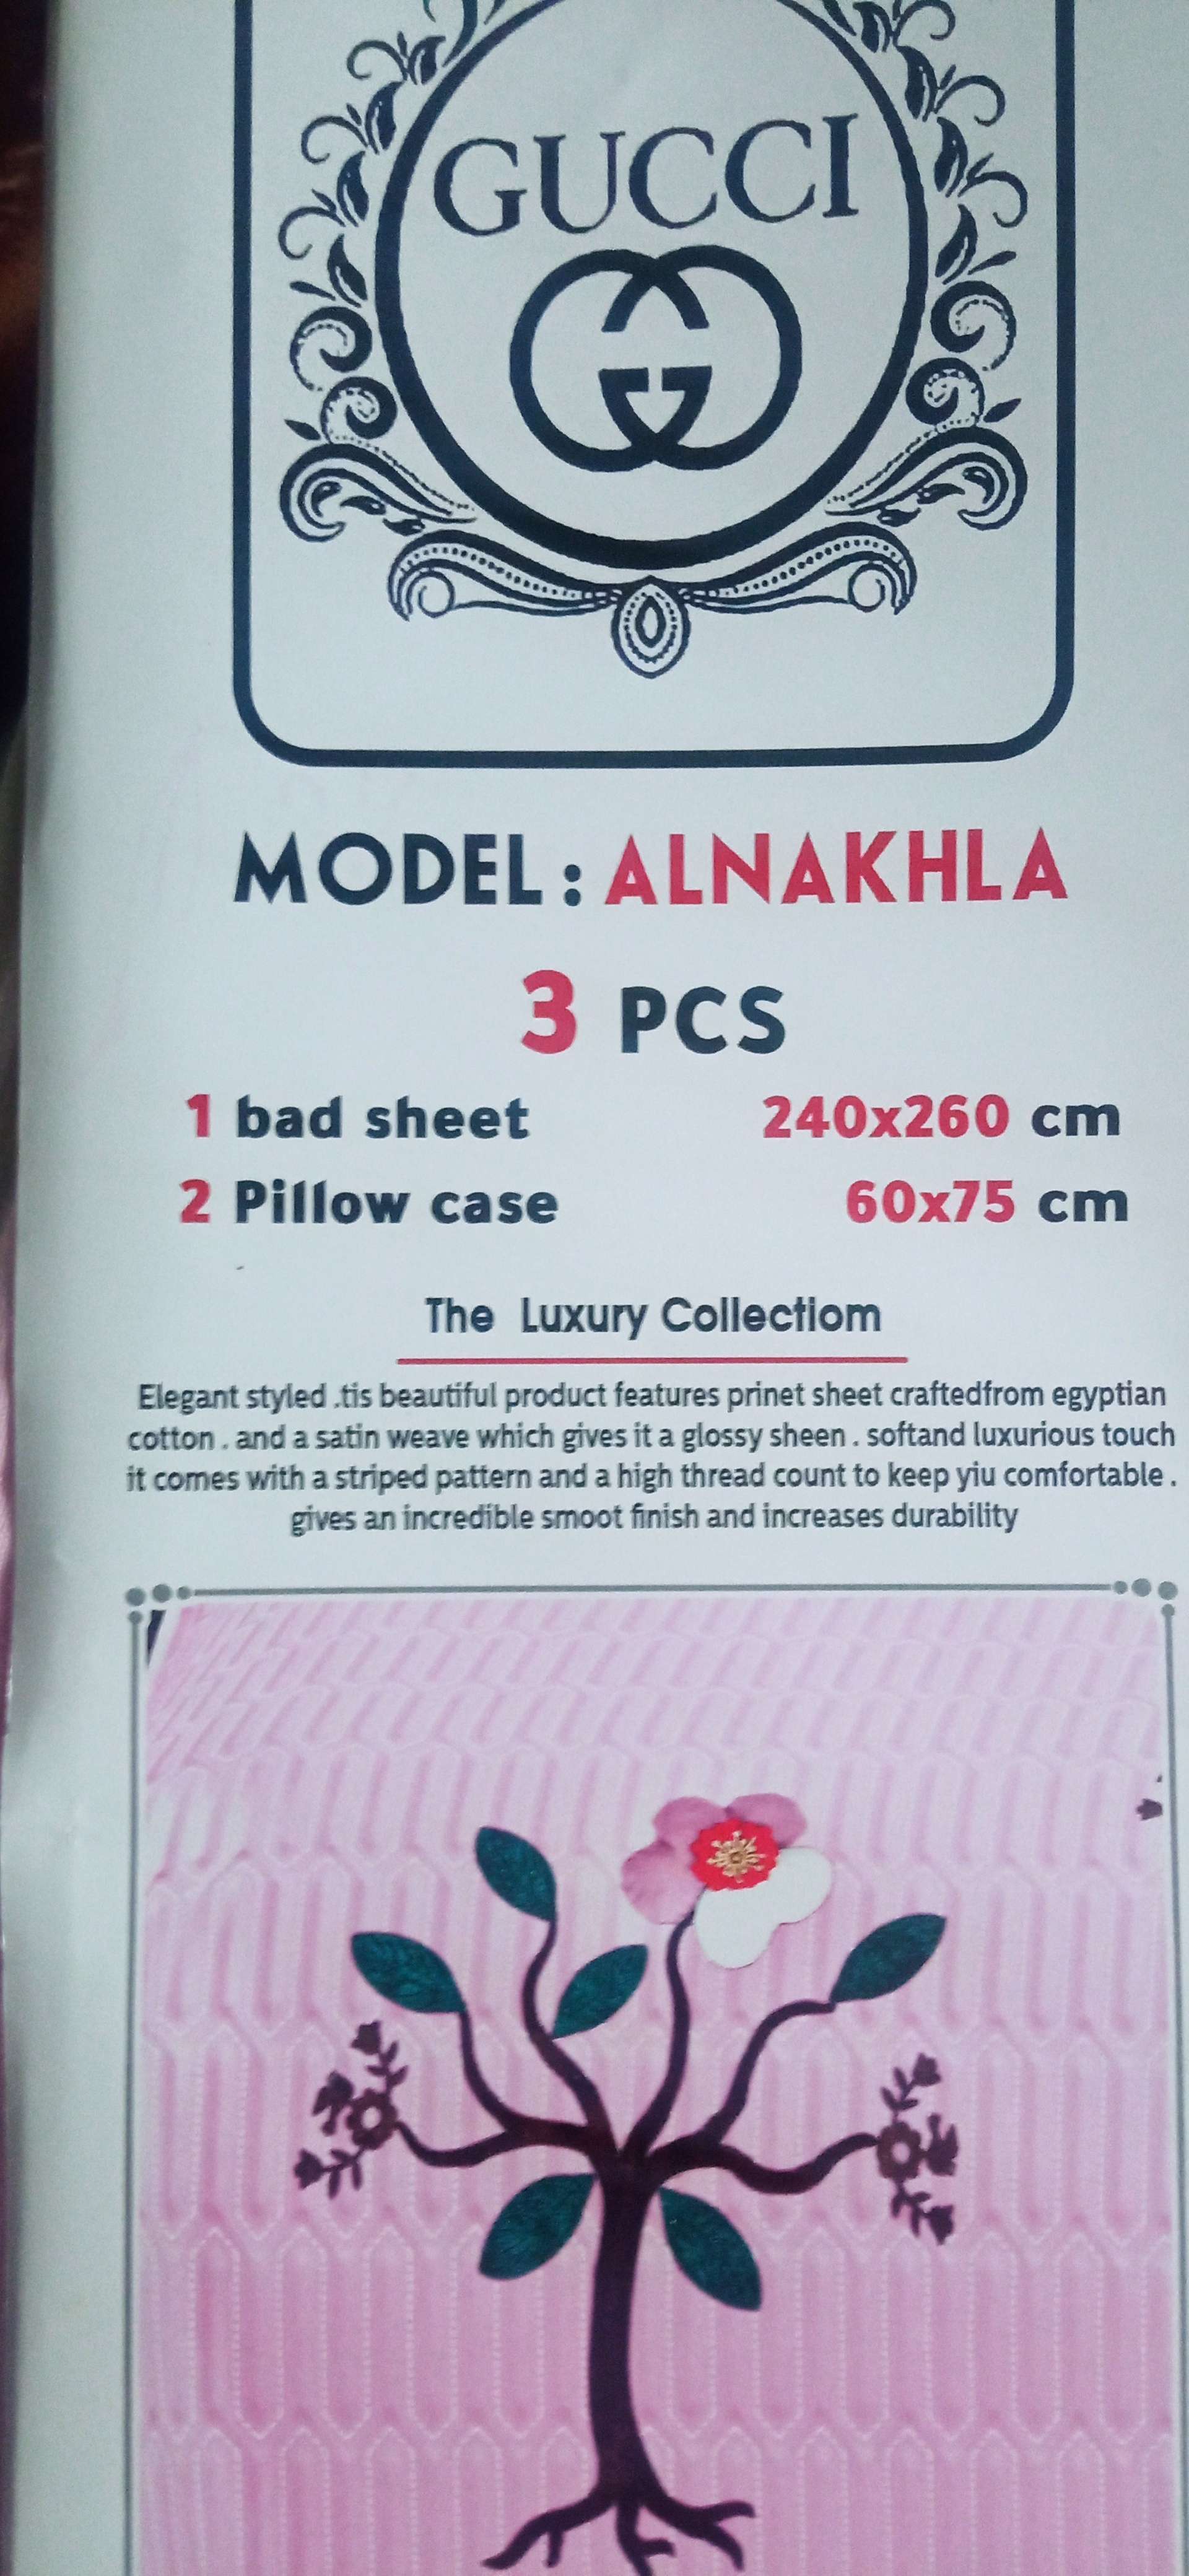 GUCCI
MODEL : ALNAKHLA
3 PCS
1 bad sheet 240x260 cm
2 Pillow case 60x75 cm
The Luxury Collectiom
Elegant styled .tis beautiful product features prinet sheet craftedfrom egyptian
cotton . and a satin weave which gives it a glossy sheen . softand luxurious touch
it comes with a striped pattern and a high thread count to keep yiu comfortable .
gives an incredible smoot finish and increases durability